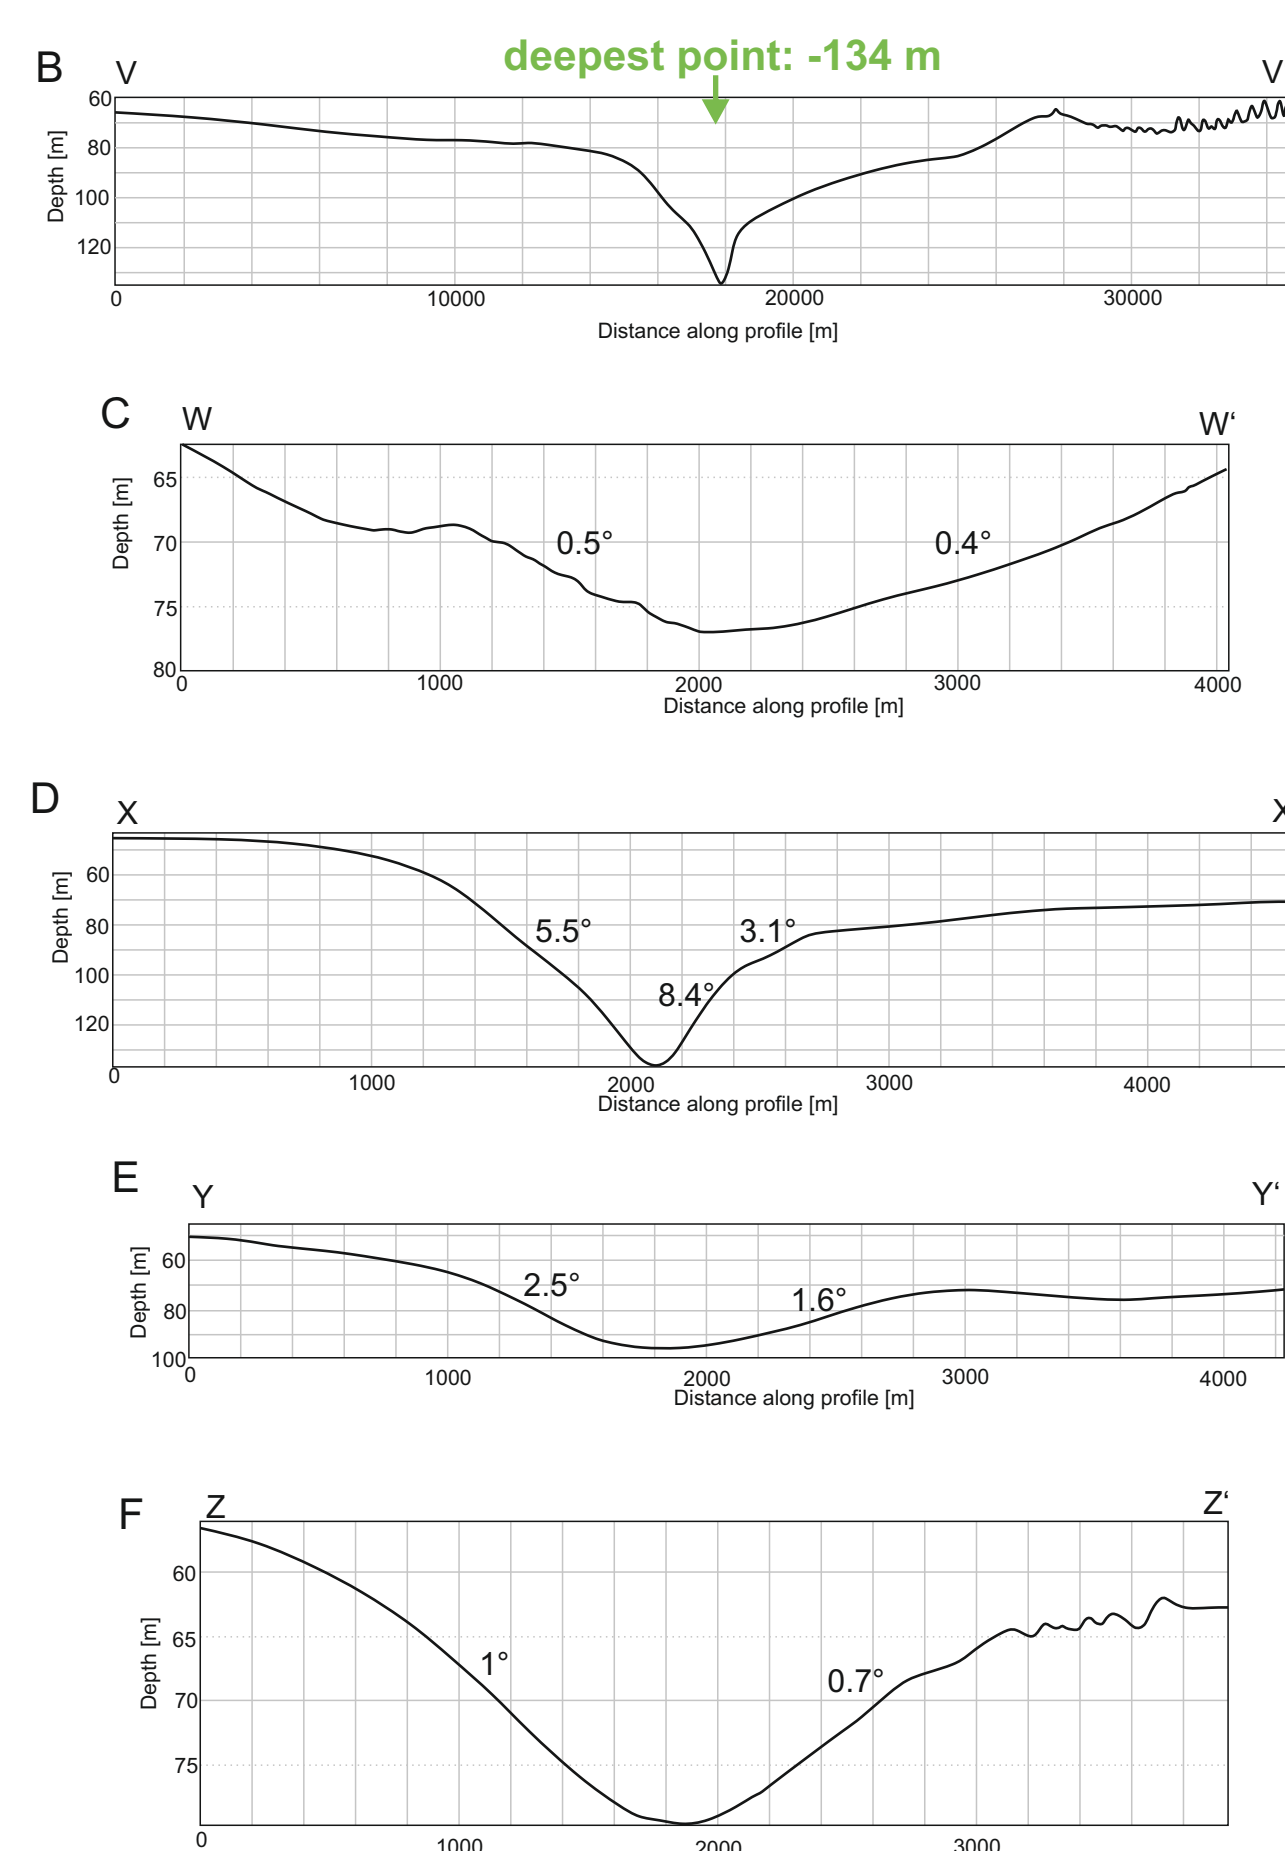 deepest point: -134 m
B
V
V
60
80
100
120
Depth [m]
0
10000
20000
30000
Distance along profile [m]
C
W
W‘
65
70
75
80
Depth [m]
0.5°
0.4°
0
1000
2000
3000
4000
Distance along profile [m]
D
X
X
60
80
100
120
Depth [m]
5.5°
3.1°
8.4°
0
1000
2000
3000
4000
Distance along profile [m]
E
Y
Y‘
60
80
100
Depth [m]
2.5°
1.6°
0
1000
2000
3000
4000
Distance along profile [m]
F
Z
Z‘
60
65
70
75
Depth [m]
1°
0.7°
0
1000
2000
3000